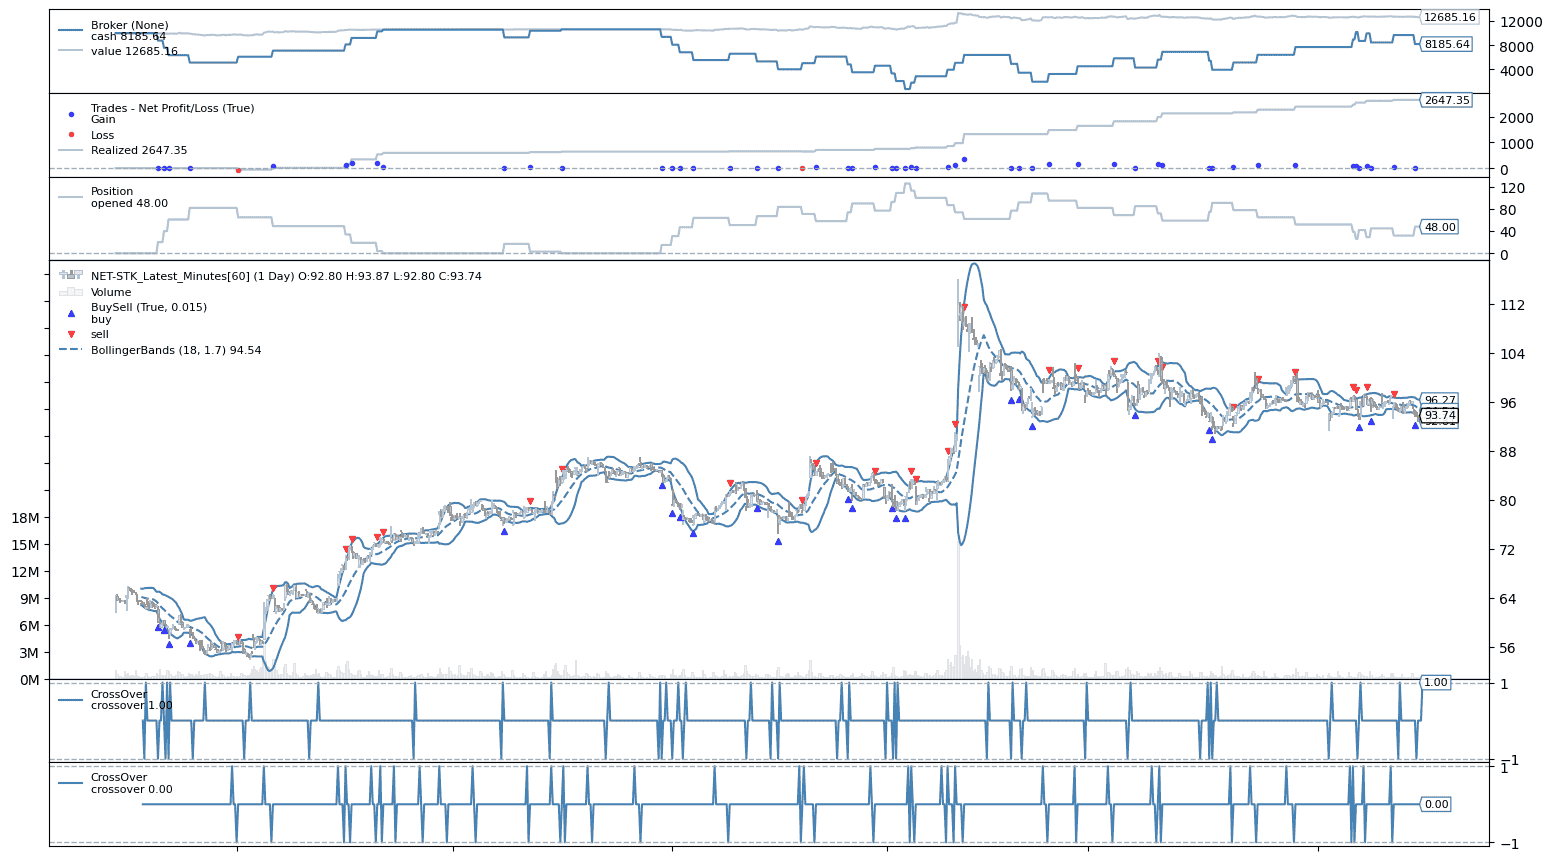 Broker (None)
cash 8185.64
value 12685.16
12685.16
12000
8185.64
8000
4000
Trades - Net Profit/Loss (True)
Gain
Loss
Realized 2647.35
2647.35
2000
1000
0
Position
opened 48.00
120
80
48.00
40
0
NET-STK_Latest_Minutes[60] (1 Day) O:92.80 H:93.87 L:92.80 C:93.74
Volume
BuySell (True, 0.015)
buy
sell
BollingerBands (18, 1.7) 94.54
112
104
96.27
96
93.74
88
80
72
64
56
18M
15M
12M
9M
6M
3M
0M
CrossOver
crossover 1.00
1.00
1
−1
CrossOver
crossover 0.00
1
0.00
−1